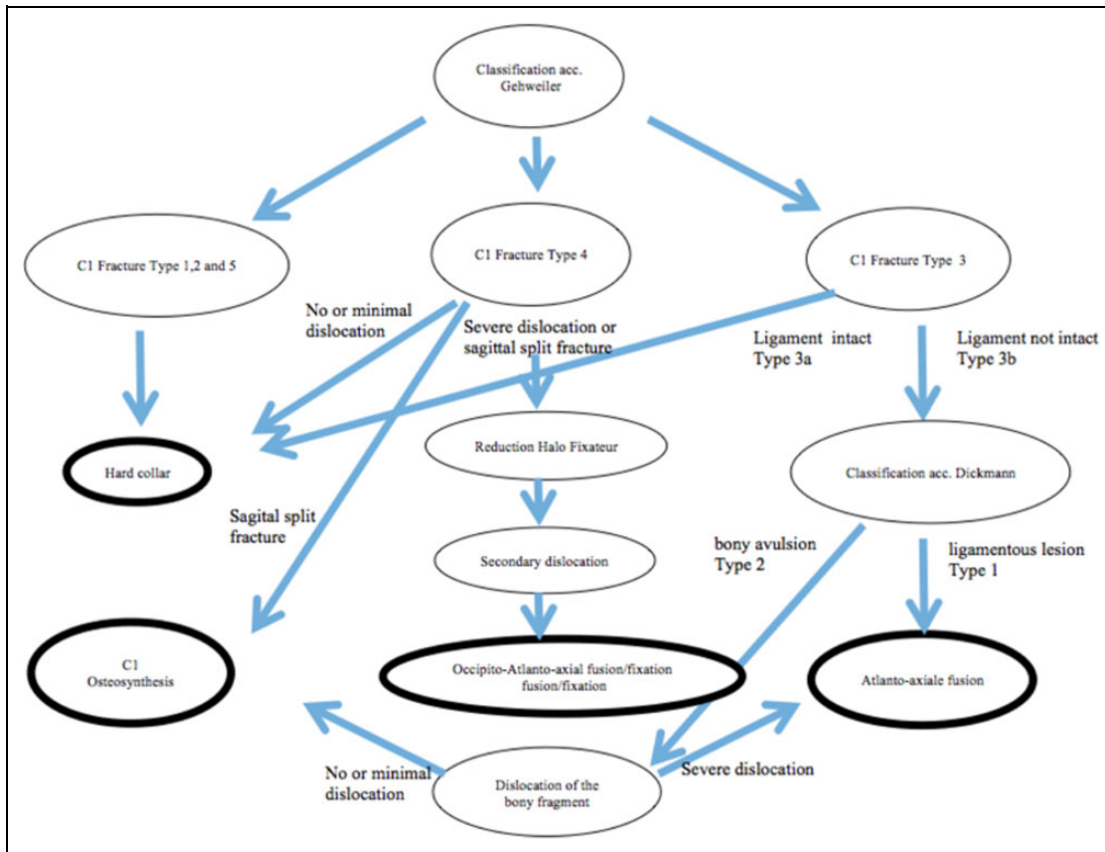 Classification acc.
Gehweiler
C1 Fracture Type 1,2 and 5
C1 Fracture Type 4
C1 Fracture Type 3
No or minimal
dislocation
Severe dislocation or
sagittal split fracture
Ligament intact
Type 3a
Ligament not intact
Type 3b
Hard collar
Reduction Halo Fixateur
Classification acc. Dickmann
Sagital split
fracture
Secondary dislocation
bony avulsion
Type 2
ligamentous lesion
Type 1
C1
Osteosynthesis
Occipito-Atlanto-axial fusion/fixation
fusion/fixation
Atlanto-axiale fusion
No or minimal
dislocation
Dislocation of the
bony fragment
Severe dislocation